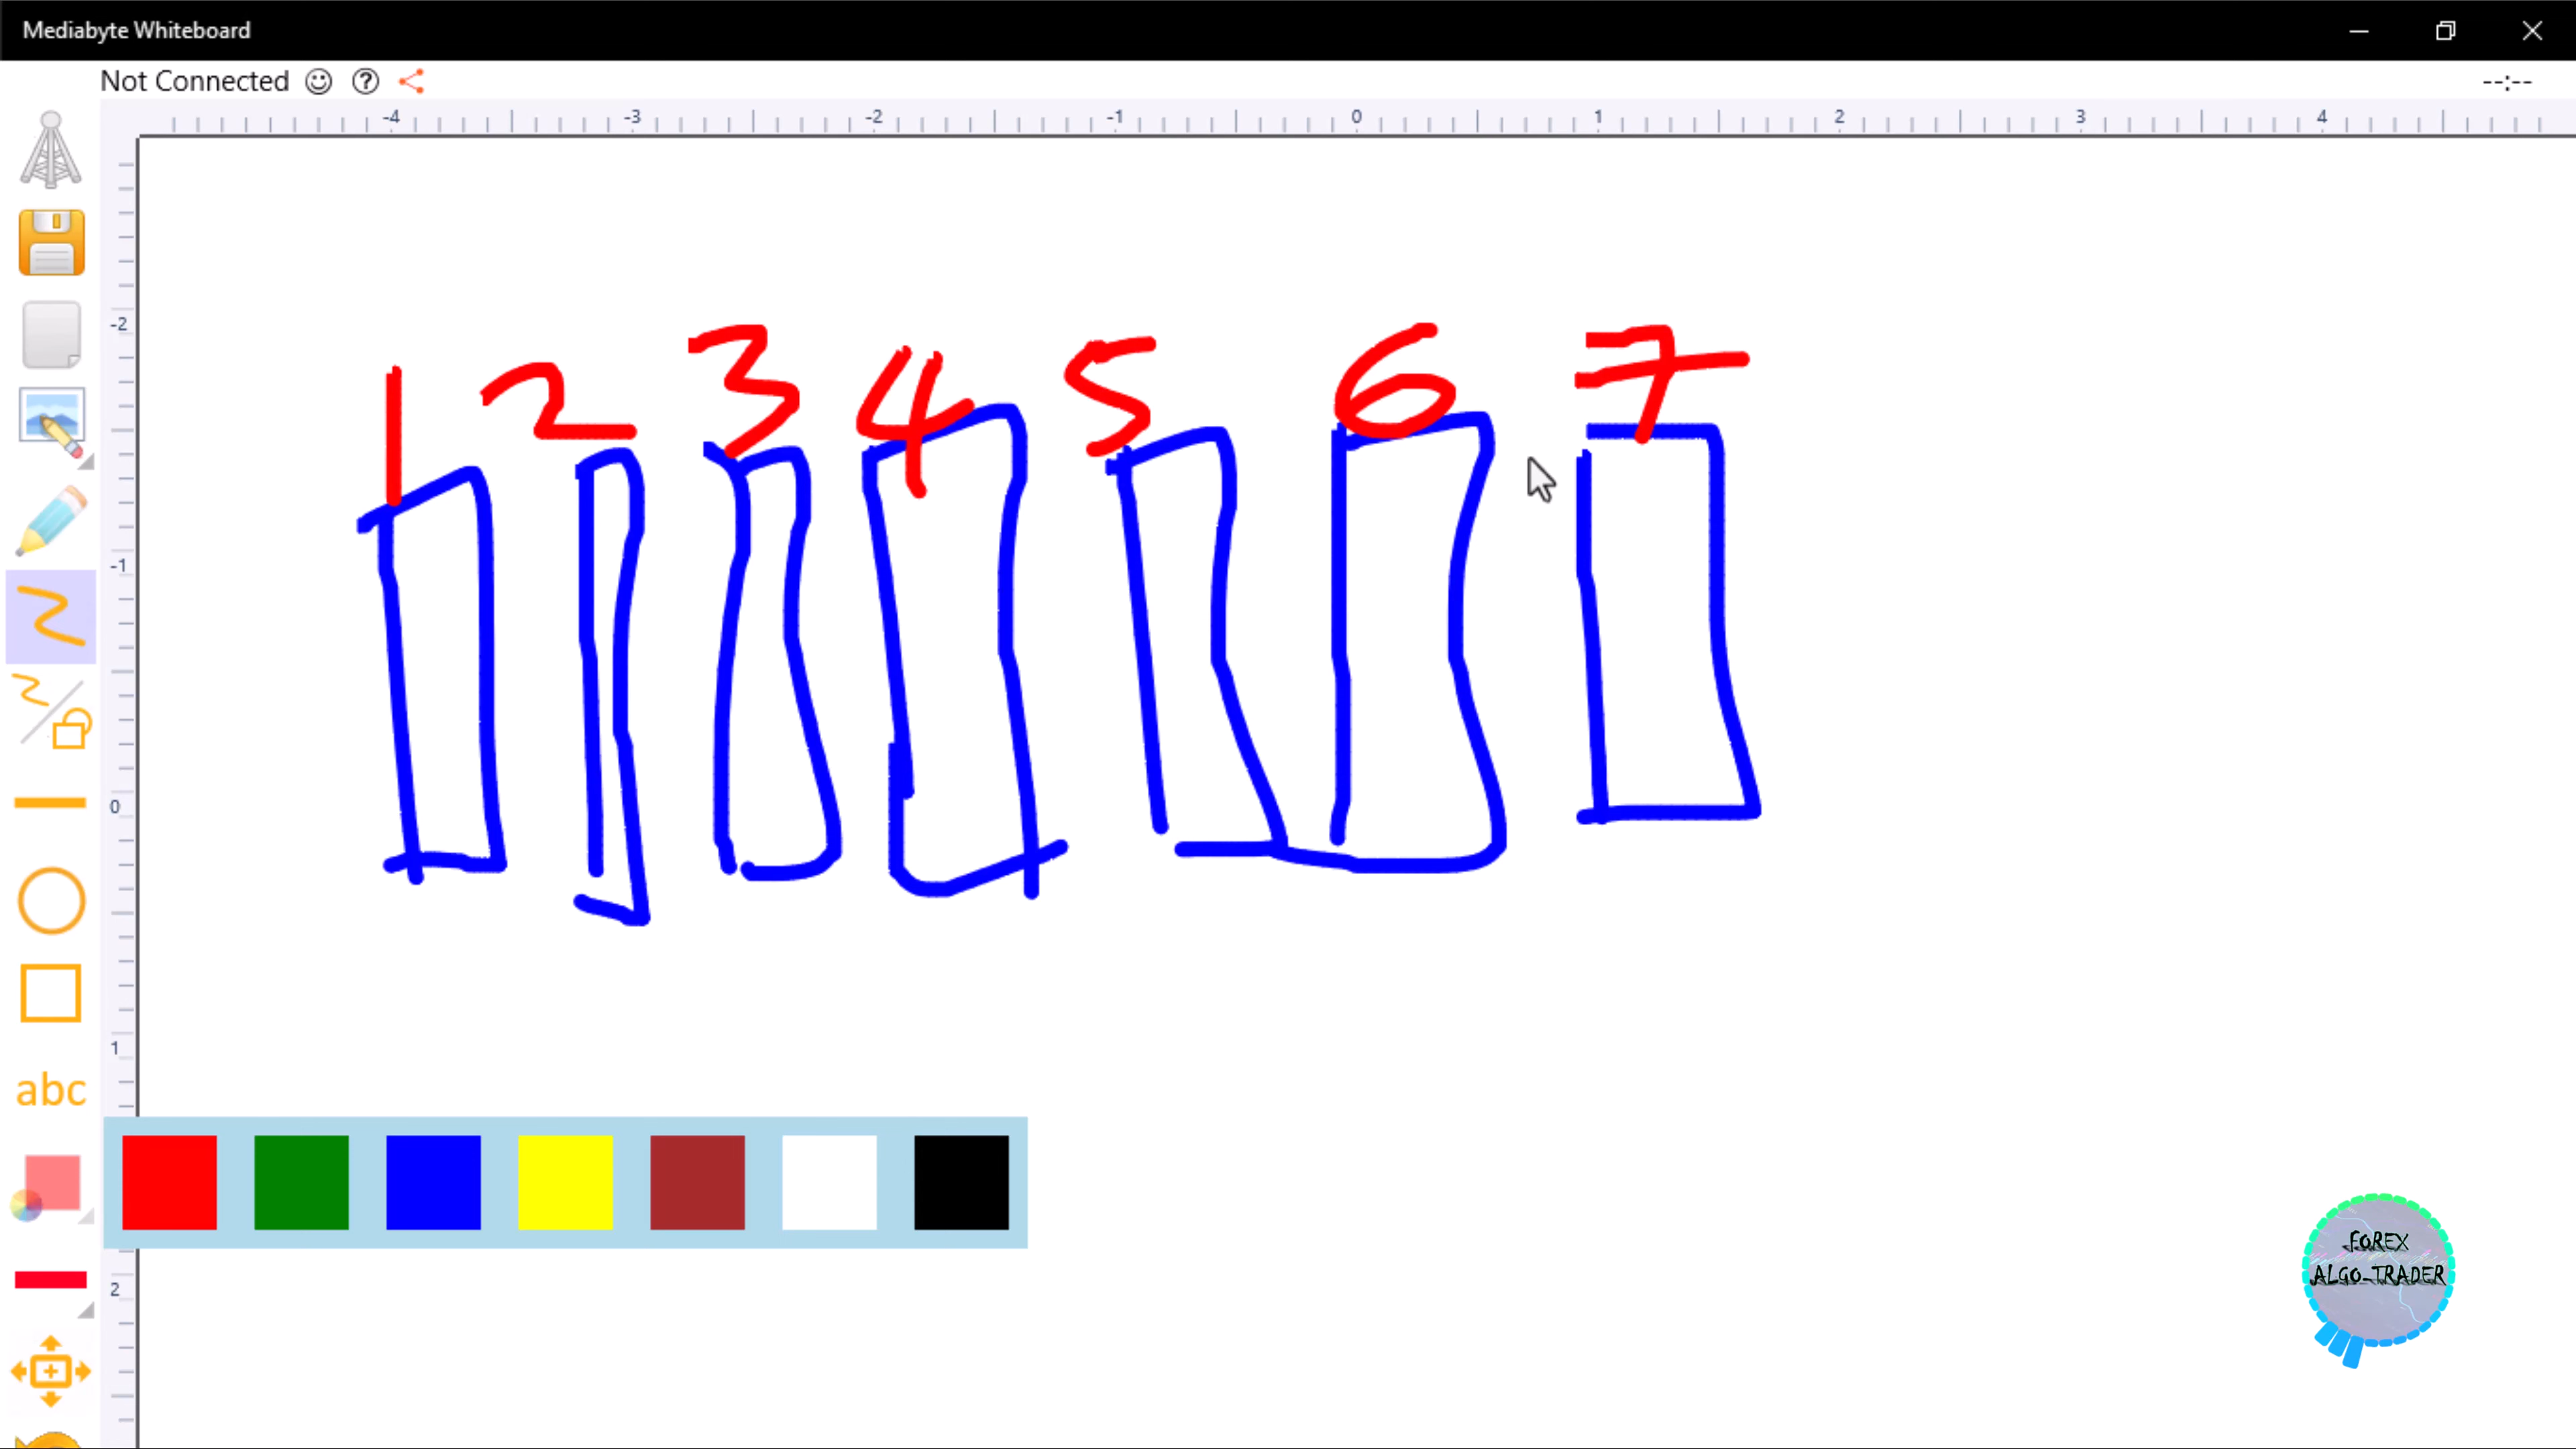 Mediabyte Whiteboard
Not Connected
--:--
-4 -3 -2 -1 0 1 2 3 4
-2
-1
0
1
2
1 2 3 4 5 6 7
abc
FOREX
ALGO-TRADER